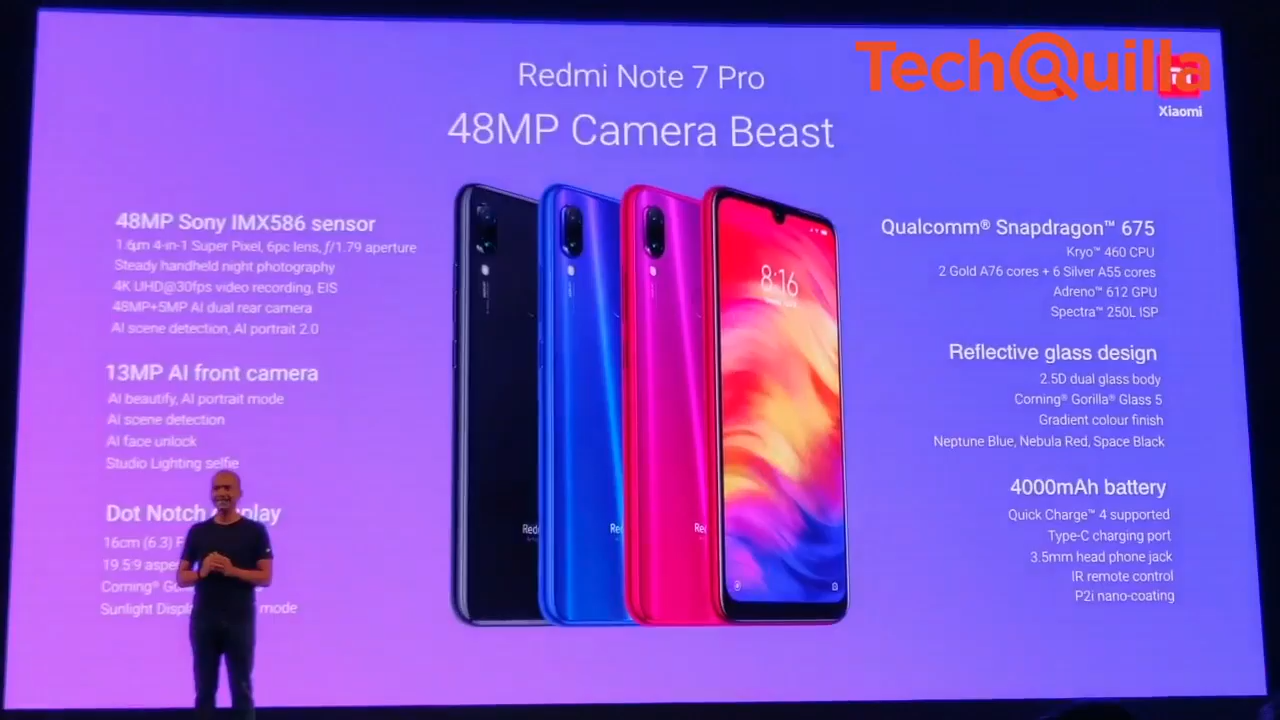 TechQuilla
Xiaomi
Redmi Note 7 Pro
48MP Camera Beast
48MP Sony IMX586 sensor
1.6µm 4-in-1 Super Pixel, 6pc lens, ƒ/1.79 aperture
Steady handheld night photography
4K UHD@30fps video recording, EIS
48MP+5MP AI dual rear camera
AI scene detection, AI portrait 2.0
13MP AI front camera
AI beautify, AI portrait mode
AI scene detection
AI face unlock
Studio Lighting selfie
Dot Notch
16cm (6.3)
19.5:9
Corning®
Sunlight mode
8:16
Qualcomm® Snapdragon™ 675
Kryo™ 460 CPU
2 Gold A76 cores + 6 Silver A55 cores
Adreno™ 612 GPU
Spectra™ 250L ISP
Reflective glass design
2.5D dual glass body
Corning® Gorilla® Glass 5
Gradient colour finish
Neptune Blue, Nebula Red, Space Black
4000mAh battery
Quick Charge™ 4 supported
Type-C charging port
3.5mm head phone jack
IR remote control
P2i nano-coating